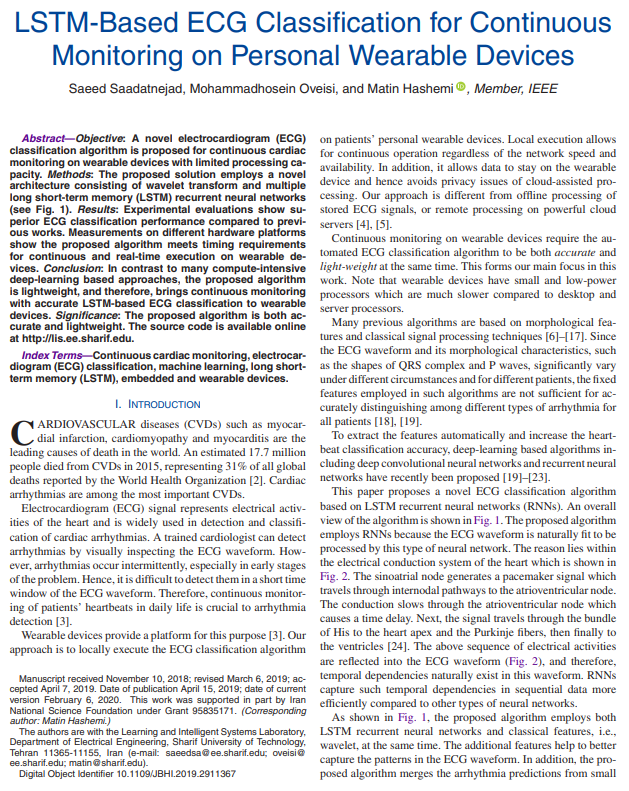 LSTM-Based ECG Classification for Continuous
Monitoring on Personal Wearable Devices
Saeed Saadatnejad, Mohammadhosein Oveisi, and Matin Hashemi, Member, IEEE
Abstract—Objective: A novel electrocardiogram (ECG)
classification algorithm is proposed for continuous cardiac
monitoring on wearable devices with limited processing ca-
pacity. Methods: The proposed solution employs a novel
architecture consisting of wavelet transform and multiple
long short-term memory (LSTM) recurrent neural networks
(see Fig. 1). Results: Experimental evaluations show su-
perior ECG classification performance compared to previ-
ous works. Measurements on different hardware platforms
show the proposed algorithm meets timing requirements
for continuous and real-time execution on wearable de-
vices. Conclusion: In contrast to many compute-intensive
deep-learning based approaches, the proposed algorithm
is lightweight, and therefore, brings continuous monitoring
with accurate LSTM-based ECG classification to wearable
devices. Significance: The proposed algorithm is both ac-
curate and lightweight. The source code is available online
at http://lis.ee.sharif.edu.
Index Terms—Continuous cardiac monitoring, electrocar-
diogram (ECG) classification, machine learning, long short-
term memory (LSTM), embedded and wearable devices.
I. INTRODUCTION
CARDIOVASCULAR diseases (CVDs) such as myocar-
dial infarction, cardiomyopathy and myocarditis are the
leading causes of death in the world. An estimated 17.7 million
people died from CVDs in 2015, representing 31% of all global
deaths reported by the World Health Organization [2]. Cardiac
arrhythmias are among the most important CVDs.
Electrocardiogram (ECG) signal represents electrical activ-
ities of the heart and is widely used in detection and classifi-
cation of cardiac arrhythmias. A trained cardiologist can detect
arrhythmias by visually inspecting the ECG waveform. How-
ever, arrhythmias occur intermittently, especially in early stages
of the problem. Hence, it is difficult to detect them in a short time
window of the ECG waveform. Therefore, continuous monitor-
ing of patients' heartbeats in daily life is crucial to arrhythmia
detection [3].
Wearable devices provide a platform for this purpose [3]. Our
approach is to locally execute the ECG classification algorithm
Manuscript received November 10, 2018; revised March 6, 2019; ac-
cepted April 7, 2019. Date of publication April 15, 2019; date of current
version February 6, 2020. This work was supported in part by Iran
National Science Foundation under Grant 95835171. (Corresponding
author: Matin Hashemi.)
The authors are with the Learning and Intelligent Systems Laboratory,
Department of Electrical Engineering, Sharif University of Technology,
Tehran 11365-11155, Iran (e-mail: saeedsa@ee.sharif.edu; oveisi@
ee.sharif.edu; matin@sharif.edu).
Digital Object Identifier 10.1109/JBHI.2019.2911367
on patients' personal wearable devices. Local execution allows
for continuous operation regardless of the network speed and
availability. In addition, it allows data to stay on the wearable
device and hence avoids privacy issues of cloud-assisted pro-
cessing. Our approach is different from offline processing of
stored ECG signals, or remote processing on powerful cloud
servers [4], [5].
Continuous monitoring on wearable devices require the au-
tomated ECG classification algorithm to be both accurate and
light-weight at the same time. This forms our main focus in this
work. Note that wearable devices have small and low-power
processors which are much slower compared to desktop and
server processors.
Many previous algorithms are based on morphological fea-
tures and classical signal processing techniques [6]–[17]. Since
the ECG waveform and its morphological characteristics, such
as the shapes of QRS complex and P waves, significantly vary
under different circumstances and for different patients, the fixed
features employed in such algorithms are not sufficient for ac-
curately distinguishing among different types of arrhythmia for
all patients [18], [19].
To extract the features automatically and increase the heart-
beat classification accuracy, deep-learning based algorithms in-
cluding deep convolutional neural networks and recurrent neural
networks have recently been proposed [19]–[23].
This paper proposes a novel ECG classification algorithm
based on LSTM recurrent neural networks (RNNs). An overall
view of the algorithm is shown in Fig. 1. The proposed algorithm
employs RNNs because the ECG waveform is naturally fit to be
processed by this type of neural network. The reason lies within
the electrical conduction system of the heart which is shown in
Fig. 2. The sinoatrial node generates a pacemaker signal which
travels through internodal pathways to the atrioventricular node.
The conduction slows through the atrioventricular node which
causes a time delay. Next, the signal travels through the bundle
of His to the heart apex and the Purkinje fibers, then finally to
the ventricles [24]. The above sequence of electrical activities
are reflected into the ECG waveform (Fig. 2), and therefore,
temporal dependencies naturally exist in this waveform. RNNs
capture such temporal dependencies in sequential data more
efficiently compared to other types of neural networks.
As shown in Fig. 1, the proposed algorithm employs both
LSTM recurrent neural networks and classical features, i.e.,
wavelet, at the same time. The additional features help to better
capture the patterns in the ECG waveform. In addition, the pro-
posed algorithm merges the arrhythmia predictions from small